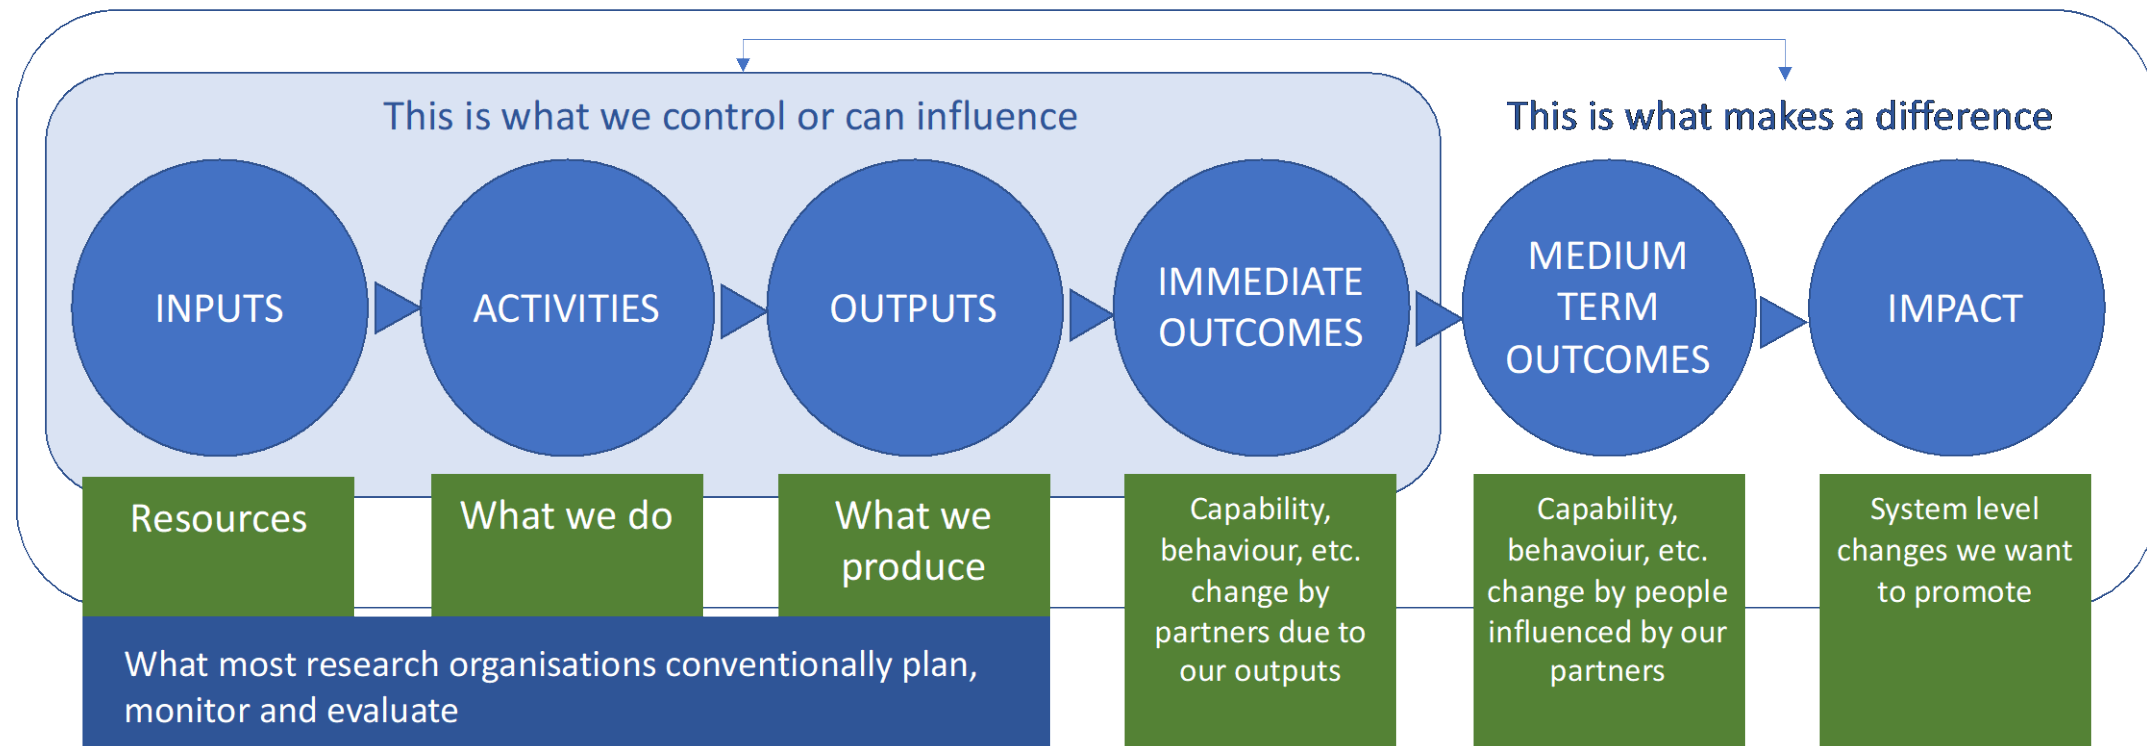 This is what we control or can influence
This is what makes a difference
INPUTS
ACTIVITIES
OUTPUTS
IMMEDIATE
OUTCOMES
MEDIUM
TERM
OUTCOMES
IMPACT
Resources
What we do
What we
produce
Capability,
behaviour, etc.
change by
partners due to
our outputs
Capability,
behavoiur, etc.
change by people
influenced by our
partners
System level
changes we want
to promote
What most research organisations conventionally plan,
monitor and evaluate